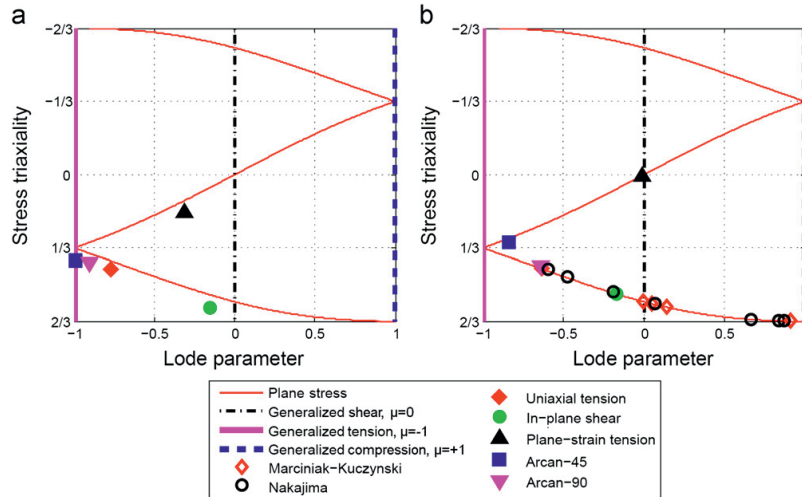 a
b
−2/3
−1/3
0
1/3
2/3
Stress triaxiality
−1
−0.5
0
0.5
1
Lode parameter
−2/3
−1/3
0
1/3
2/3
Stress triaxiality
−1
−0.5
0
0.5
Lode parameter
Plane stress
Generalized shear, μ=0
Generalized tension, μ=-1
Generalized compression, μ=+1
Marciniak−Kuczynski
Nakajima
Uniaxial tension
In−plane shear
Plane−strain tension
Arcan−45
Arcan−90